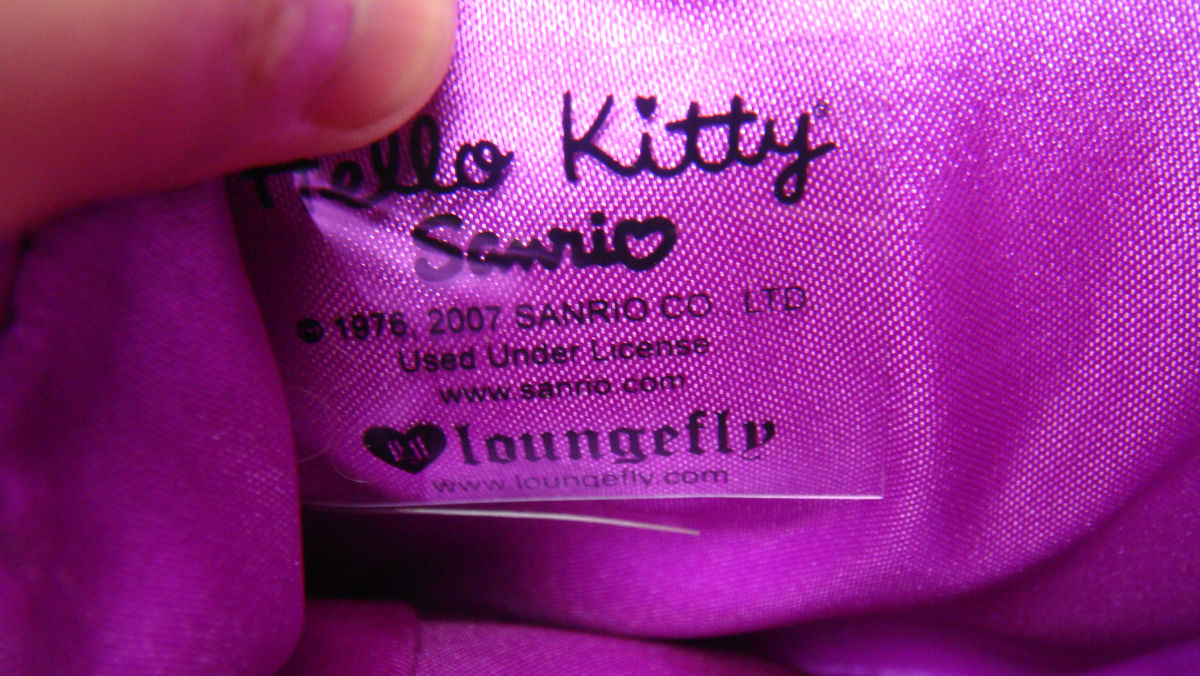 Hello Kitty®
Sanrio
© 1976, 2007 SANRIO CO., LTD
Used Under License
www.sanrio.com
loungefly
www.loungefly.com